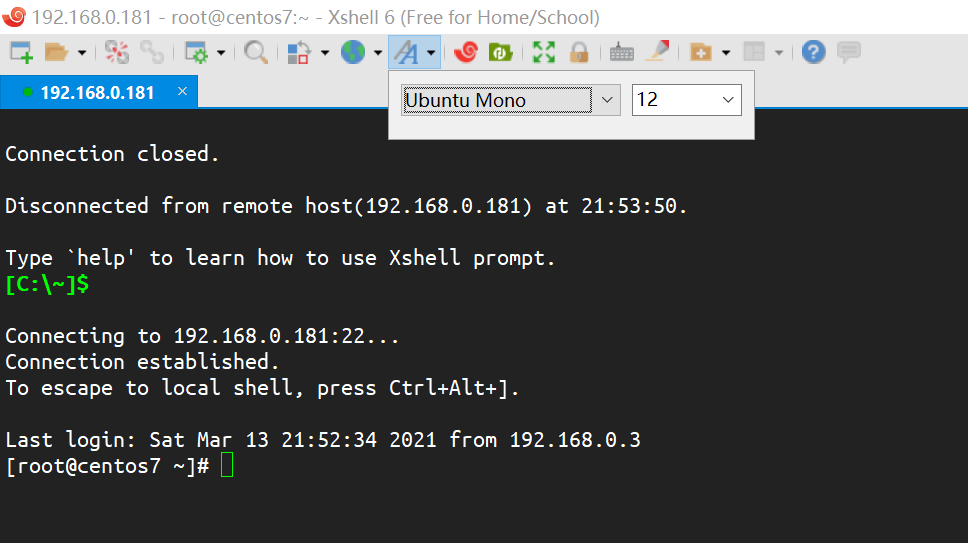 192.168.0.181 - root@centos7:~ - Xshell 6 (Free for Home/School)
192.168.0.181 ×
Ubuntu Mono 12
Connection closed.
Disconnected from remote host(192.168.0.181) at 21:53:50.
Type `help' to learn how to use Xshell prompt.
[C:\~]$
Connecting to 192.168.0.181:22...
Connection established.
To escape to local shell, press Ctrl+Alt+].
Last login: Sat Mar 13 21:52:34 2021 from 192.168.0.3
[root@centos7 ~]#